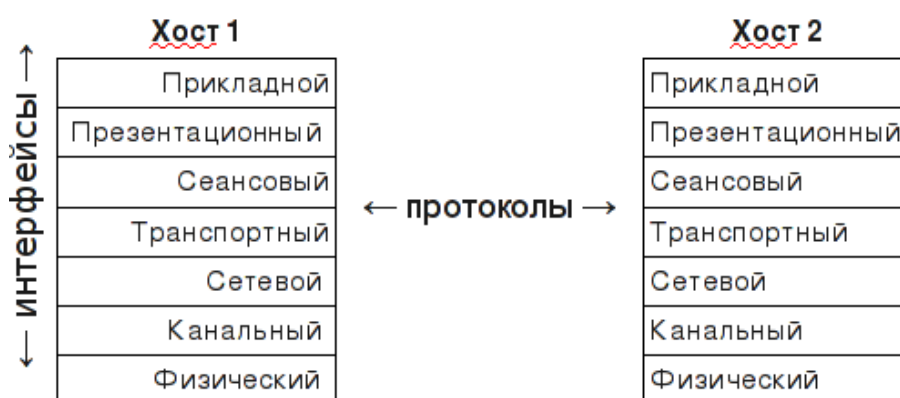 Хост 1
Хост 2
← интерфейсы →
Прикладной
Презентационный
Сеансовый
Транспортный
Сетевой
Канальный
Физический
← протоколы →
Прикладной
Презентационный
Сеансовый
Транспортный
Сетевой
Канальный
Физический